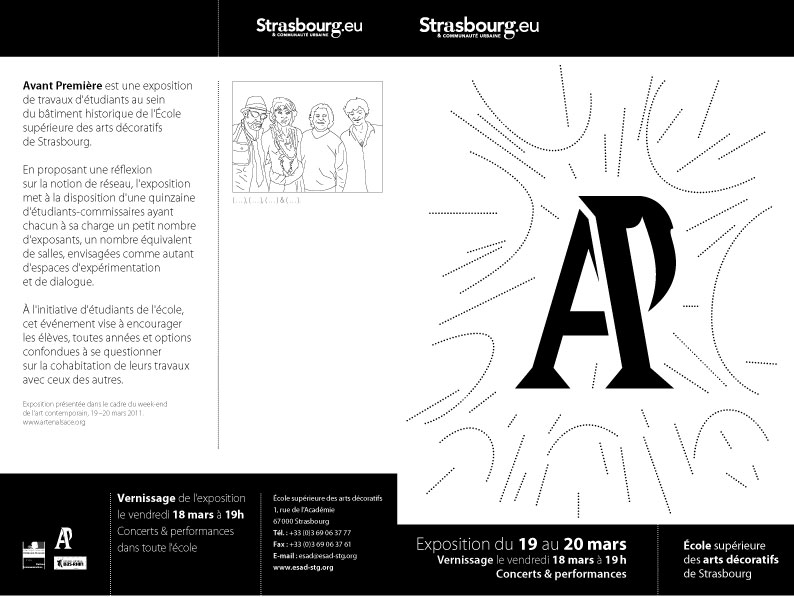 Strasbourg.eu
& COMMUNAUTÉ URBAINE
Avant Première est une exposition
de travaux d'étudiants au sein
du bâtiment historique de l'École
supérieure des arts décoratifs
de Strasbourg.
En proposant une réflexion
sur la notion de réseau, l'exposition
met à la disposition d'une quinzaine
d'étudiants-commissaires ayant
chacun à sa charge un petit nombre
d'exposants, un nombre équivalent
de salles, envisagées comme autant
d'espaces d'expérimentation
et de dialogue.
À l'initiative d'étudiants de l'école,
cet événement vise à encourager
les élèves, toutes années et options
confondues à se questionner
sur la cohabitation de leurs travaux
avec ceux des autres.
Exposition présentée dans le cadre du week-end
de l'art contemporain, 19–20 mars 2011.
www.artenalsace.org
(…), (…), (…) & (…)
AP
Vernissage de l'exposition
le vendredi 18 mars à 19h
Concerts & performances
dans toute l'école
École supérieure des arts décoratifs
1, rue de l'Académie
67000 Strasbourg
Tél. : +33 (0)3 69 06 37 77
Fax : +33 (0)3 69 06 37 61
E-mail : esad@esad-stg.org
www.esad-stg.org
Strasbourg.eu
& COMMUNAUTÉ URBAINE
AP
Exposition du 19 au 20 mars
Vernissage le vendredi 18 mars à 19h
Concerts & performances
École supérieure
des arts décoratifs
de Strasbourg